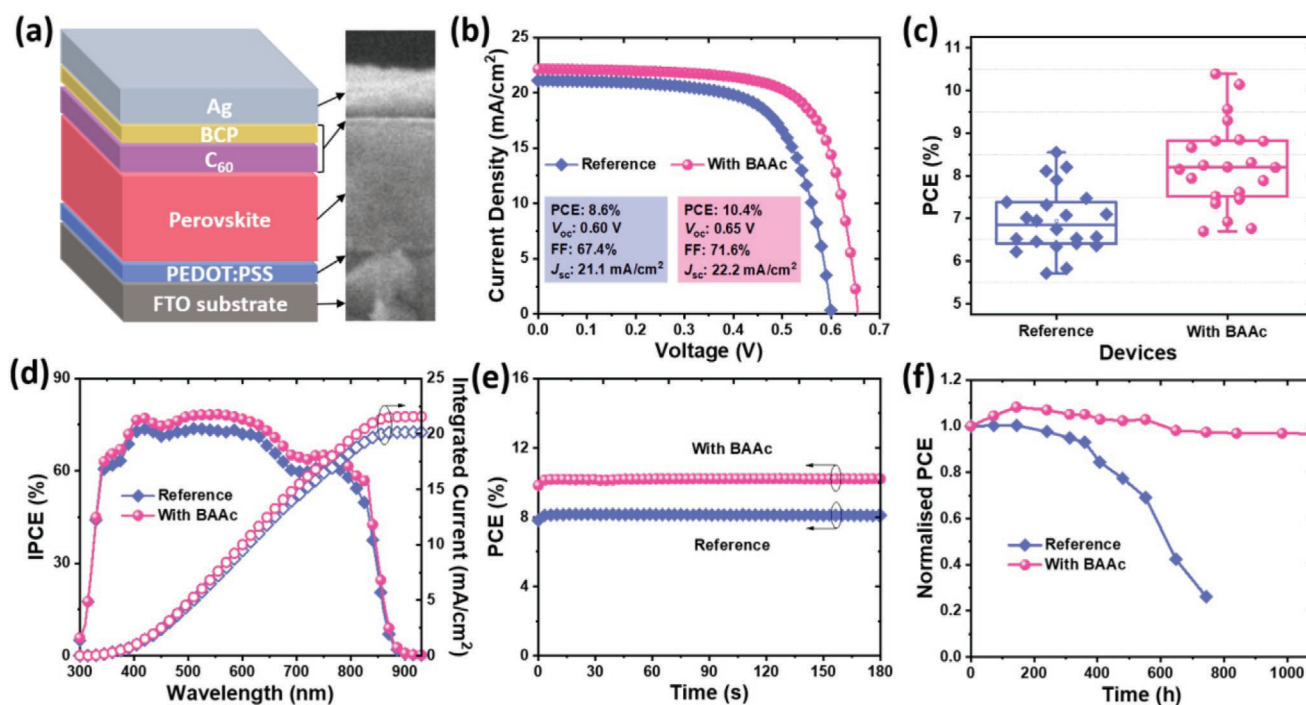 (a)
Ag
BCP
C60
Perovskite
PEDOT:PSS
FTO substrate
(b)
Current Density (mA/cm²)
25
20
15
10
5
0
Reference
With BAAc
PCE: 8.6%
Voc: 0.60 V
FF: 67.4%
Jsc: 21.1 mA/cm²
PCE: 10.4%
Voc: 0.65 V
FF: 71.6%
Jsc: 22.2 mA/cm²
0.0 0.1 0.2 0.3 0.4 0.5 0.6 0.7
Voltage (V)
(c)
PCE (%)
11
10
9
8
7
6
5
Reference With BAAc
Devices
(d)
IPCE (%)
90
60
30
0
Reference
With BAAc
25
20
15
10
5
0
Integrated Current (mA/cm²)
300 400 500 600 700 800 900
Wavelength (nm)
(e)
PCE (%)
16
12
8
4
0
With BAAc
Reference
0 30 60 90 120 150 180
Time (s)
(f)
Normalised PCE
1.2
1.0
0.8
0.6
0.4
0.2
0.0
Reference
With BAAc
0 200 400 600 800 1000
Time (h)